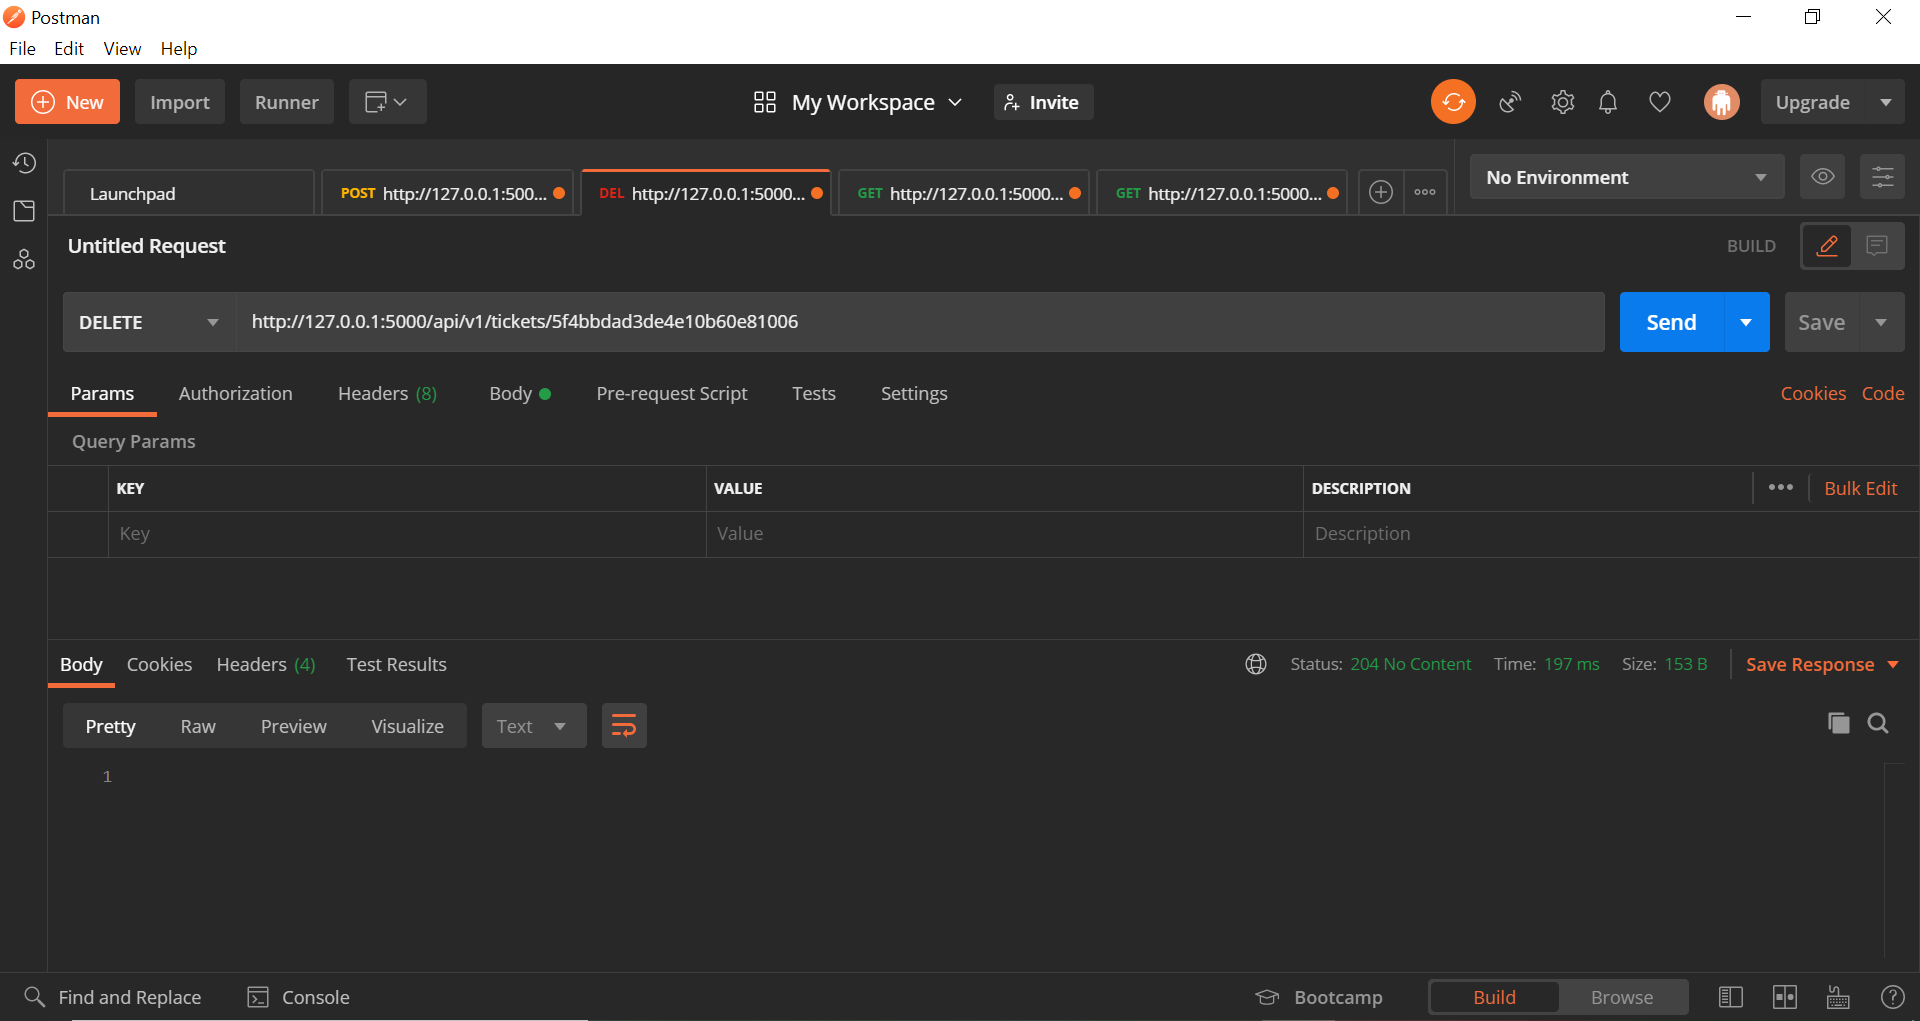 Postman
File Edit View Help
New Import Runner My Workspace Invite Upgrade
Launchpad POST http://127.0.0.1:500... DEL http://127.0.0.1:5000... GET http://127.0.0.1:5000... GET http://127.0.0.1:5000... No Environment
Untitled Request BUILD
DELETE http://127.0.0.1:5000/api/v1/tickets/5f4bbdad3de4e10b60e81006 Send Save
Params Authorization Headers (8) Body Pre-request Script Tests Settings Cookies Code
Query Params
KEY VALUE DESCRIPTION Bulk Edit
Key Value Description
Body Cookies Headers (4) Test Results Status: 204 No Content Time: 197 ms Size: 153 B Save Response
Pretty Raw Preview Visualize Text
1
Find and Replace Console Bootcamp Build Browse